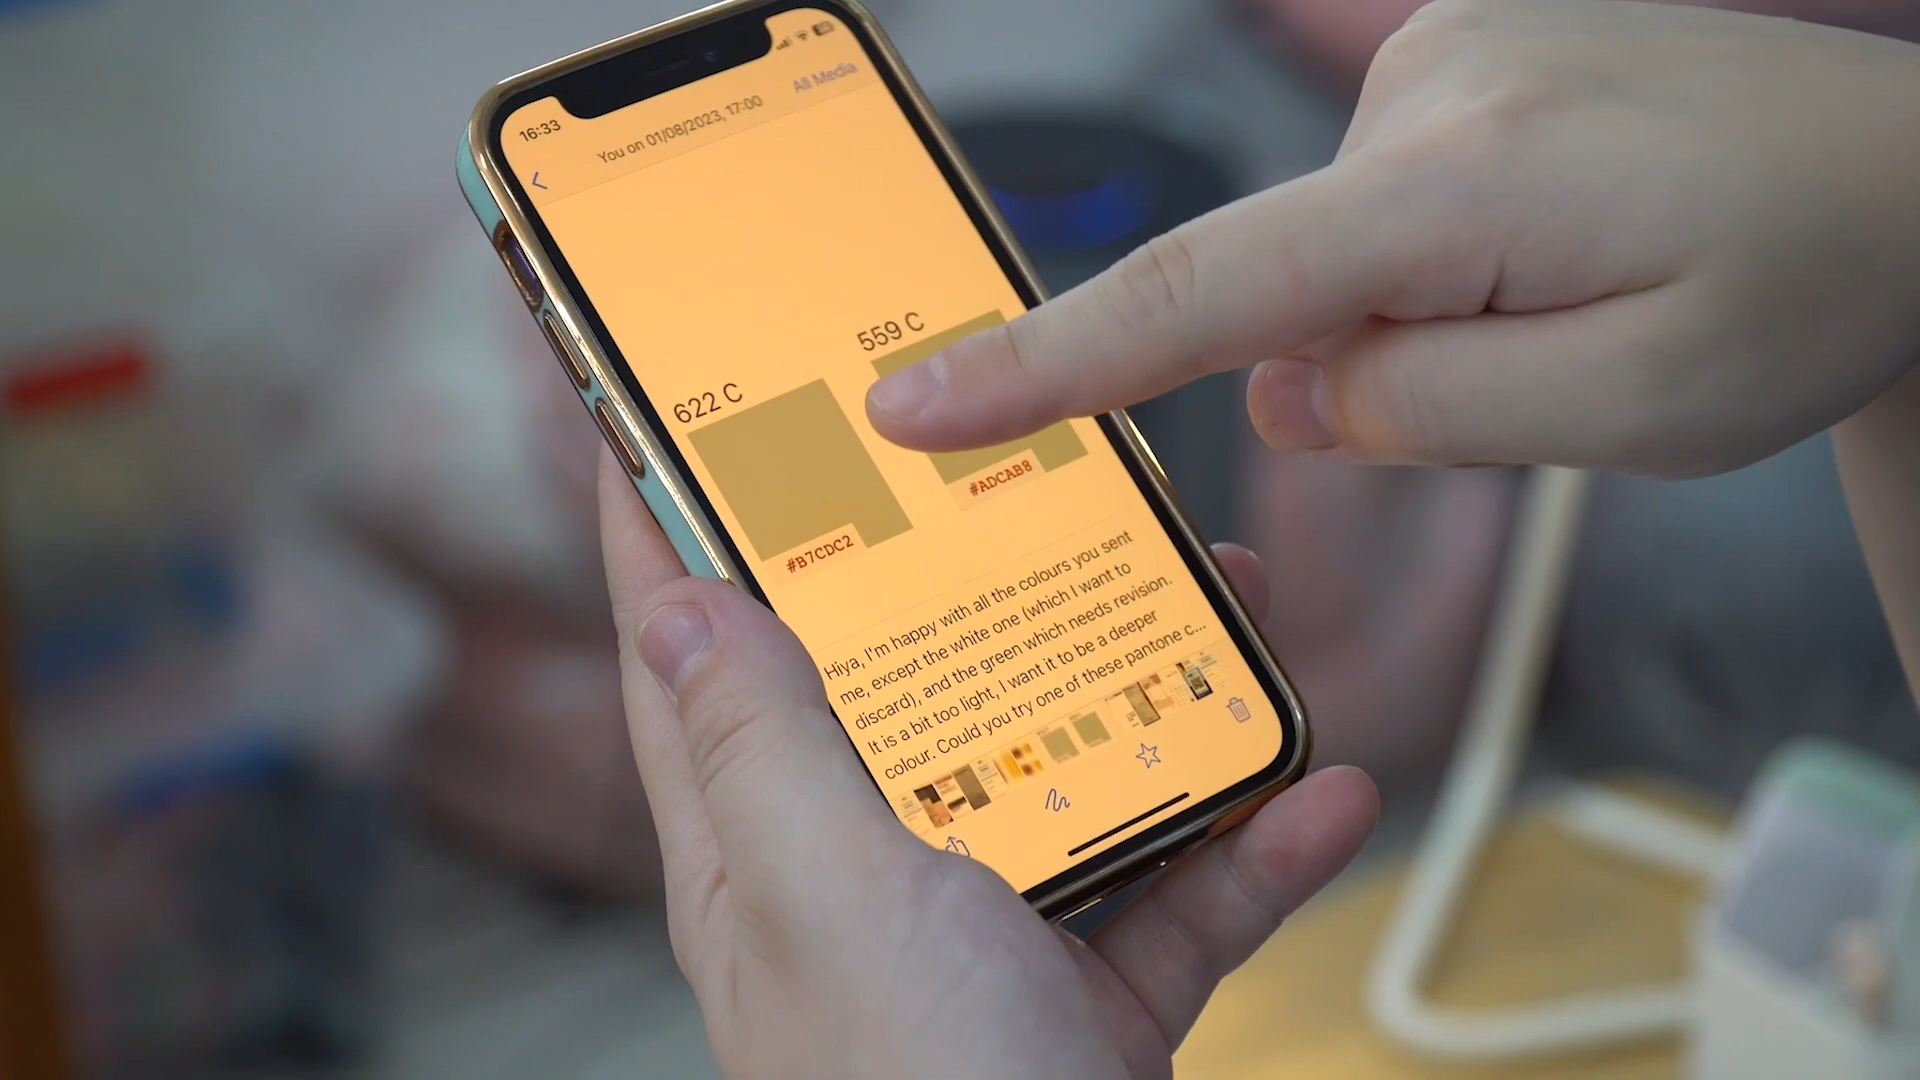 16:33
All Media
You on 01/08/2023, 17:00
559 C
622 C
#ADCAB8
#B7CDC2
Hiya, I'm happy with all the colours you sent
me, except the white one (which I want to
discard), and the green which needs revision.
It is a bit too light, I want it to be a deeper
colour. Could you try one of these pantone c...